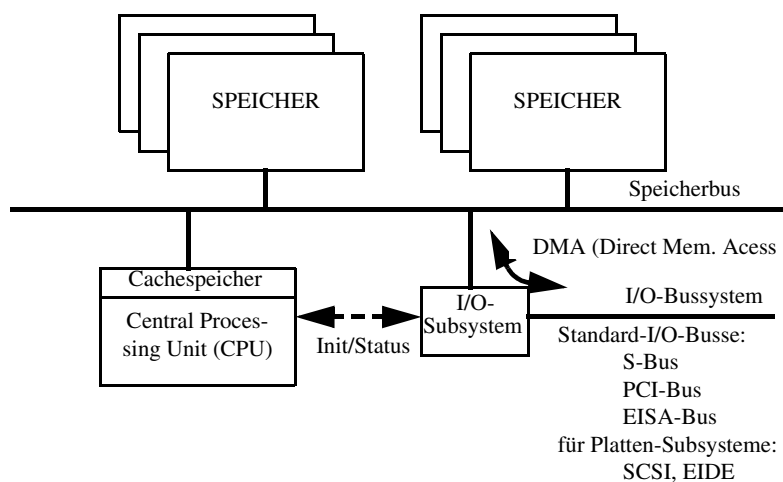 SPEICHER
SPEICHER
Speicherbus
DMA (Direct Mem. Acess
Cachespeicher
Central Proces-
sing Unit (CPU)
Init/Status
I/O-
Subsystem
I/O-Bussystem
Standard-I/O-Busse:
S-Bus
PCI-Bus
EISA-Bus
für Platten-Subsysteme:
SCSI, EIDE